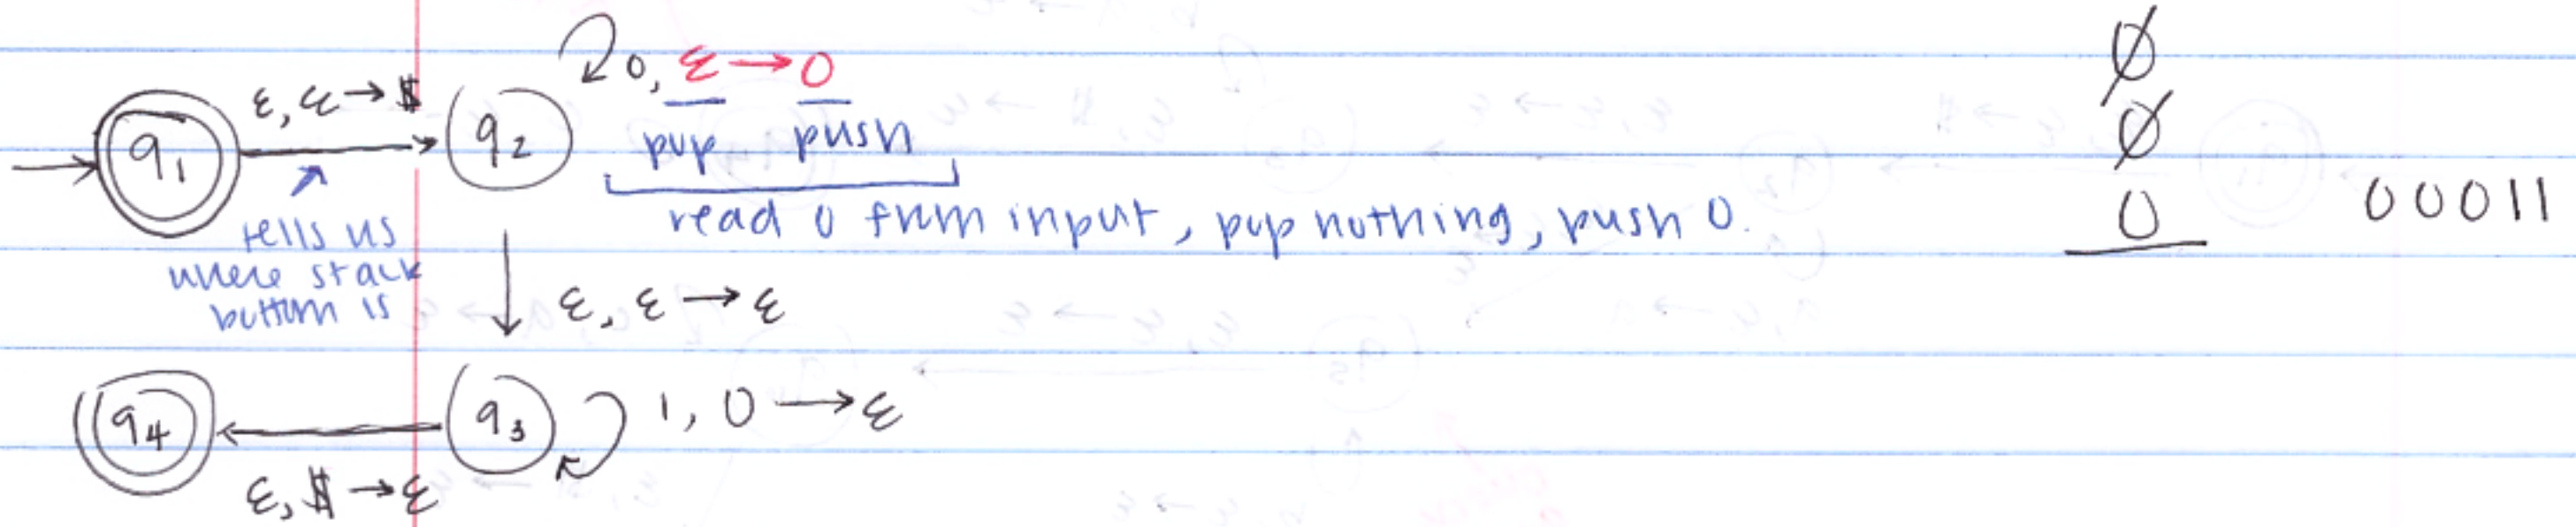 ε, ε → $
0, ε → 0
q1
q2
pop push
read 0 from input, pop nothing, push 0.
tells us
where stack
bottom is
ε, ε → ε
q4
q3
1, 0 → ε
ε, $ → ε
0
0
0
00011